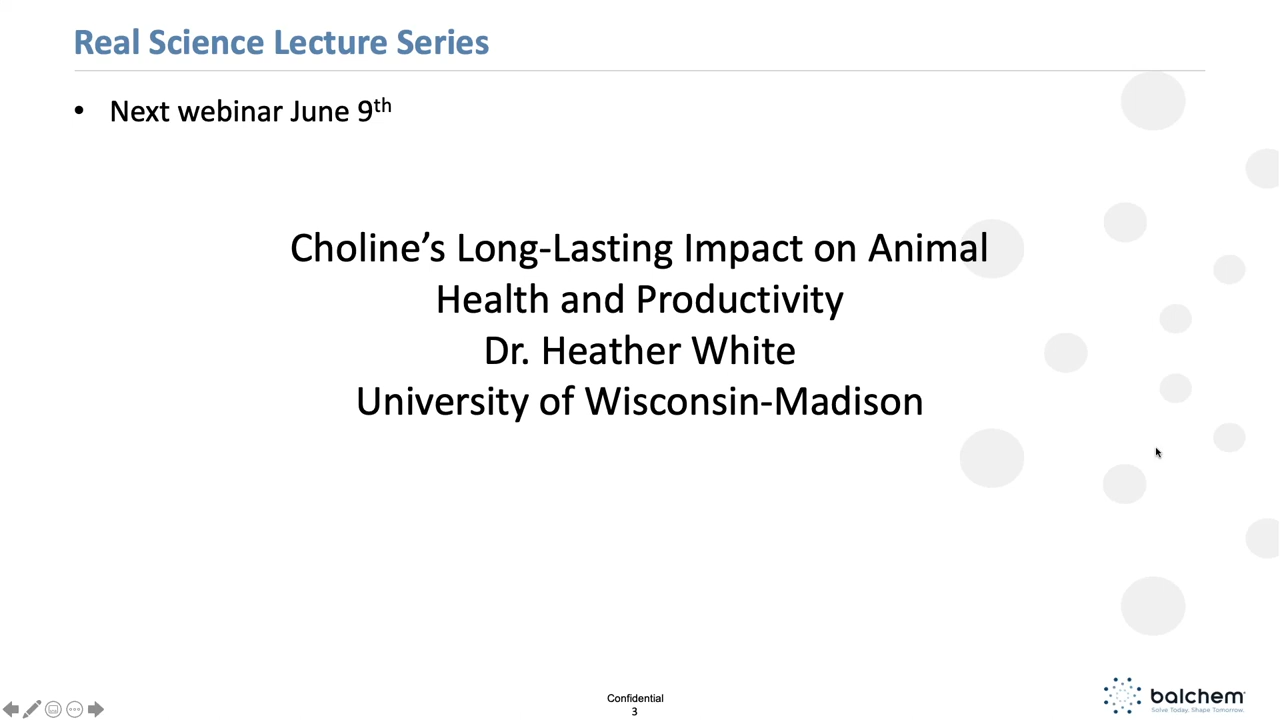 Real Science Lecture Series
• Next webinar June 9th
Choline’s Long-Lasting Impact on Animal
Health and Productivity
Dr. Heather White
University of Wisconsin-Madison
Confidential
3
balchem
Solve Today. Shape Tomorrow.